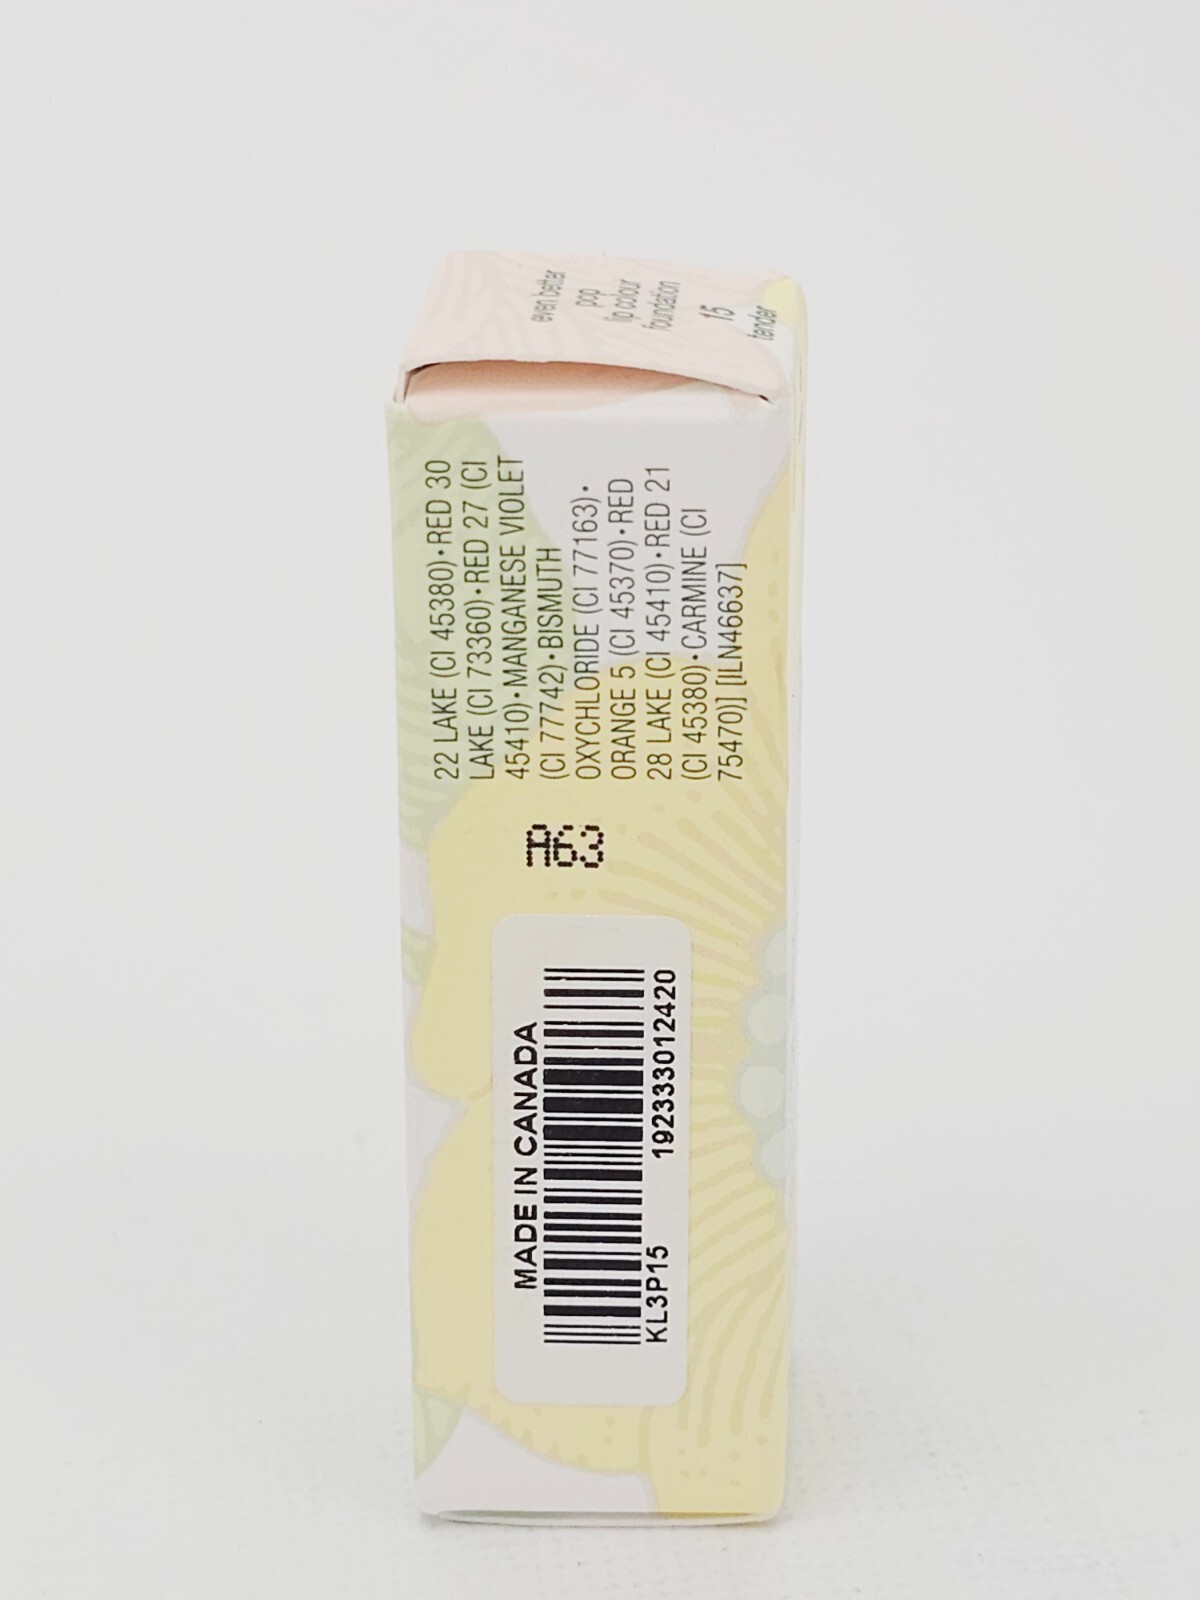 even better
pop
lip colour
foundation
15
tender
22 LAKE (CI 45380)•RED 30
LAKE (CI 73360)•RED 27 (CI
45410)•MANGANESE VIOLET
(CI 77742)•BISMUTH
OXYCHLORIDE (CI 77163)•
ORANGE 5 (CI 45370)•RED
28 LAKE (CI 45410)•RED 21
(CI 45380)•CARMINE (CI
75470)] [ILN46637]
MADE IN CANADA
KL3P15 192333012420